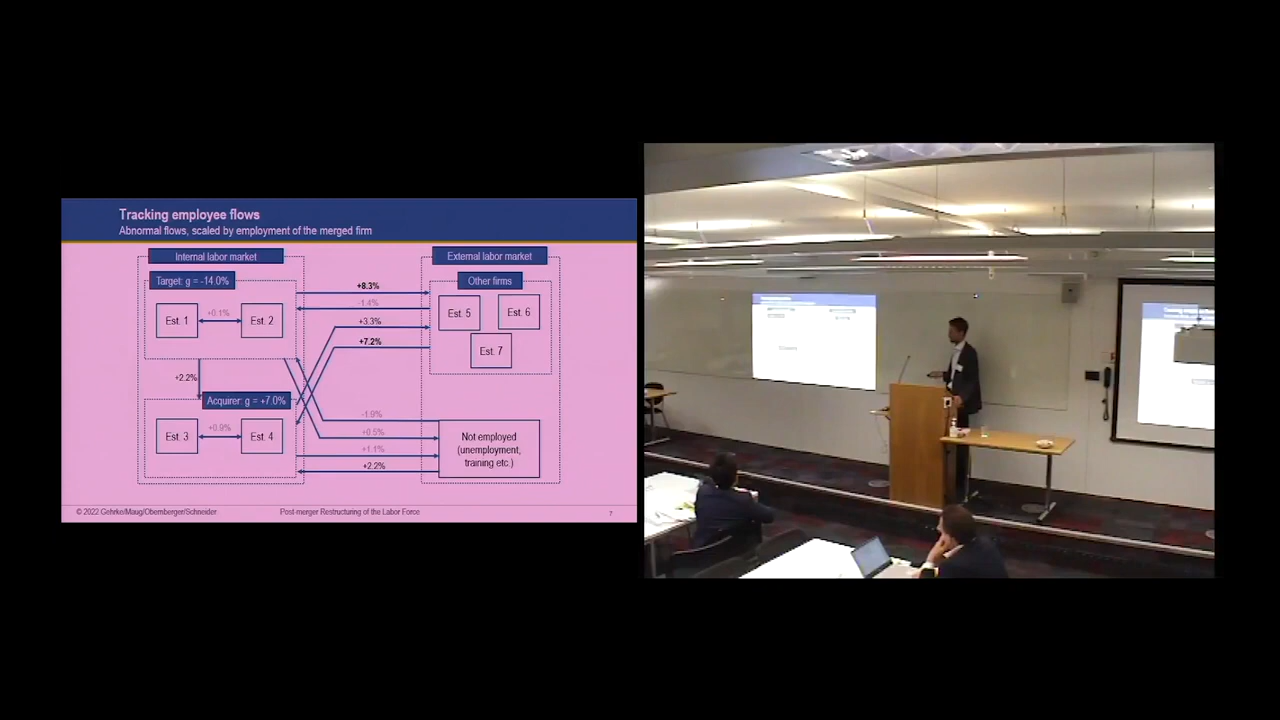 Tracking employee flows
Abnormal flows, scaled by employment of the merged firm
Internal labor market
External labor market
Target: g = -14.0%
Other firms
Est. 1
+0.1%
Est. 2
+8.3%
-1.4%
+3.3%
+7.2%
Est. 5
Est. 6
Est. 7
+2.2%
Acquirer: g = +7.0%
Est. 3
+0.9%
Est. 4
-1.9%
+0.5%
+1.1%
+2.2%
Not employed
(unemployment,
training etc.)
© 2022 Gehrke/Maug/Obernberger/Schneider
Post-merger Restructuring of the Labor Force
7